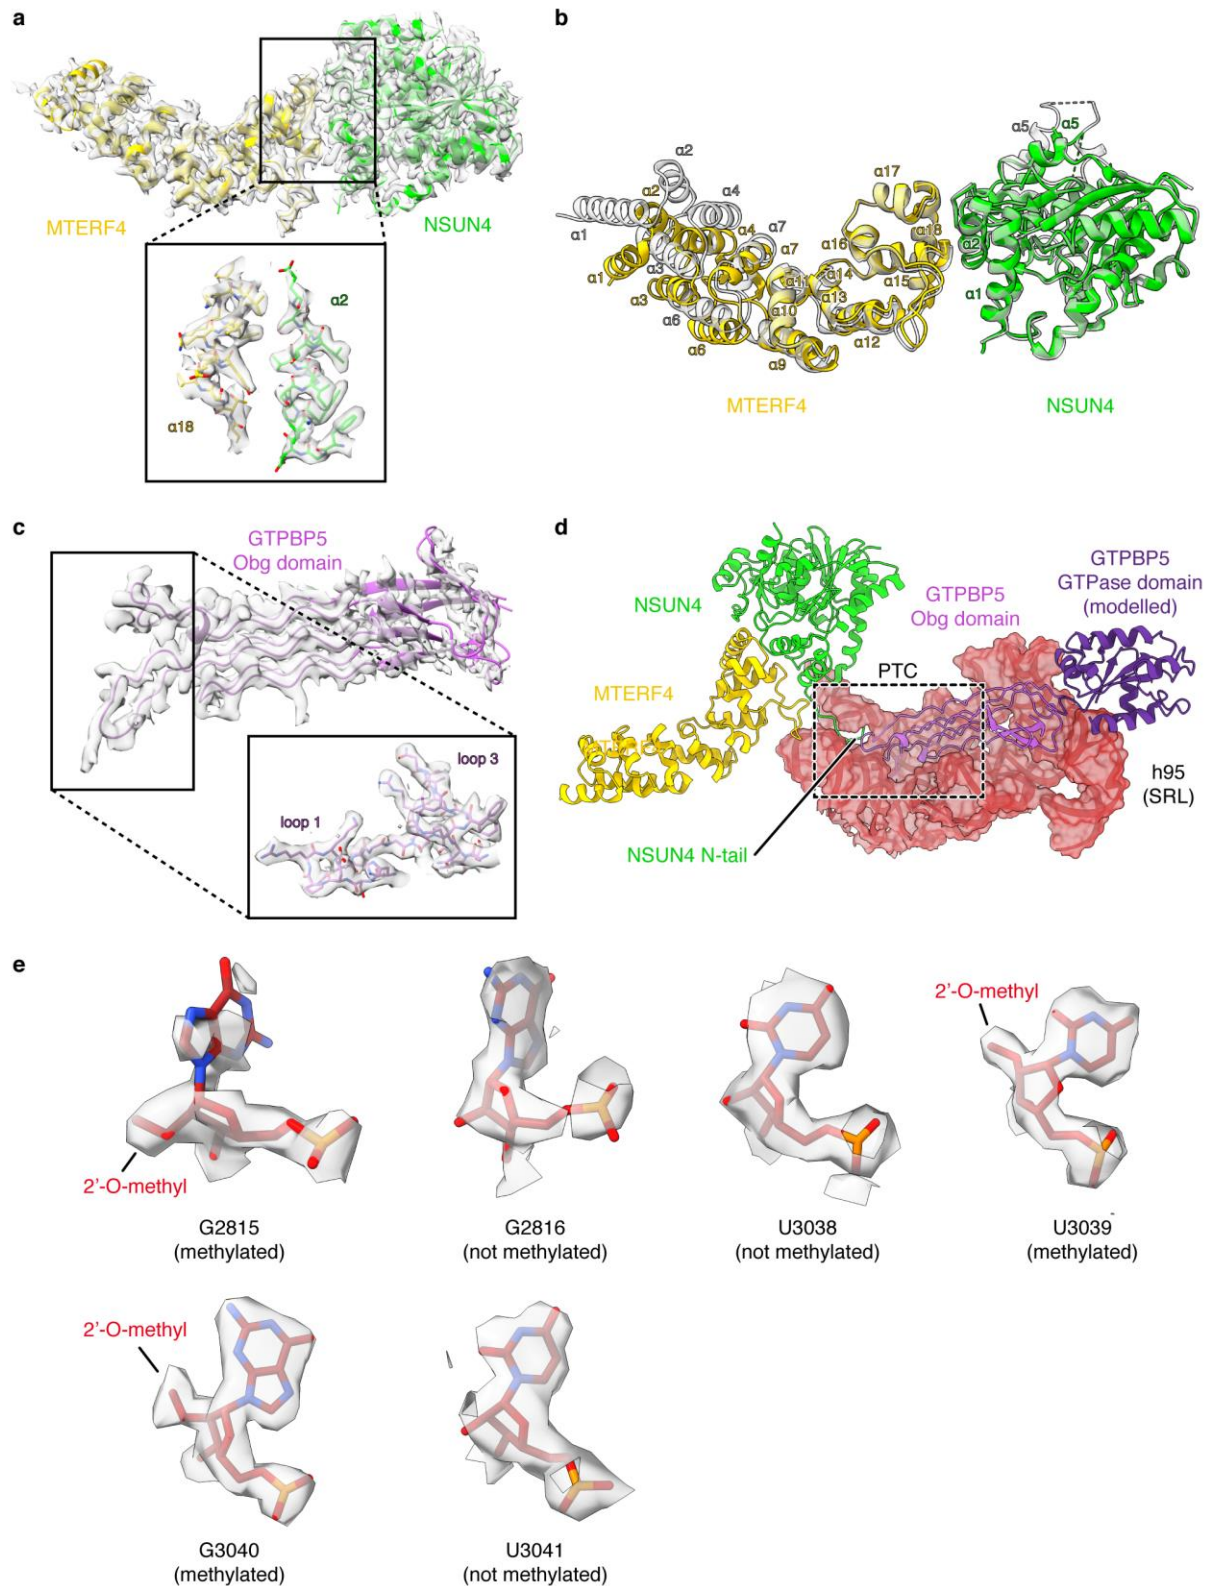 a
MTERF4
NSUN4
α2
α18
b
α5
α5
α2
α17
α2
α4
α1
α4
α7
α7
α16
α18
α2
α1
α3
α11
α14
α15
α1
α3
α13
α10
α6
α6
α12
α9
MTERF4
NSUN4
c
GTPBP5
Obg domain
loop 3
loop 1
d
NSUN4
GTPBP5
Obg domain
GTPBP5
GTPase domain
(modelled)
MTERF4
PTC
h95
(SRL)
NSUN4 N-tail
e
2'-O-methyl
2'-O-methyl
G2815
(methylated)
G2816
(not methylated)
U3038
(not methylated)
U3039
(methylated)
2'-O-methyl
G3040
(methylated)
U3041
(not methylated)